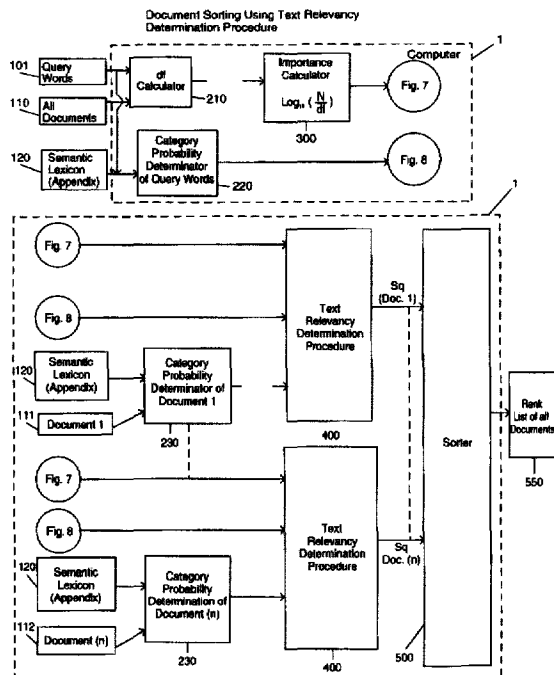 Document Sorting Using Text Relevancy
Determination Procedure
1
101
Query
Words
110
All
Documents
120
Semantic
Lexicon
(Appendix)
df
Calculator
210
Importance
Calculator
Log₁₀ ( N/df )
300
Computer
Fig. 7
Category
Probability
Determinator
of Query Words
220
Fig. 8
1
Fig. 7
Fig. 8
120
Semantic
Lexicon
(Appendix)
111
Document 1
Category
Probability
Determinator of
Document 1
230
Text
Relevancy
Determination
Procedure
400
Sq
(Doc. 1)
Fig. 7
Fig. 8
120
Semantic
Lexicon
(Appendix)
112
Document (n)
Category
Probability
Determination of
Document (n)
230
Text
Relevancy
Determination
Procedure
400
Sq
Doc. (n)
Sorter
500
Rank
List of all
Documents
550